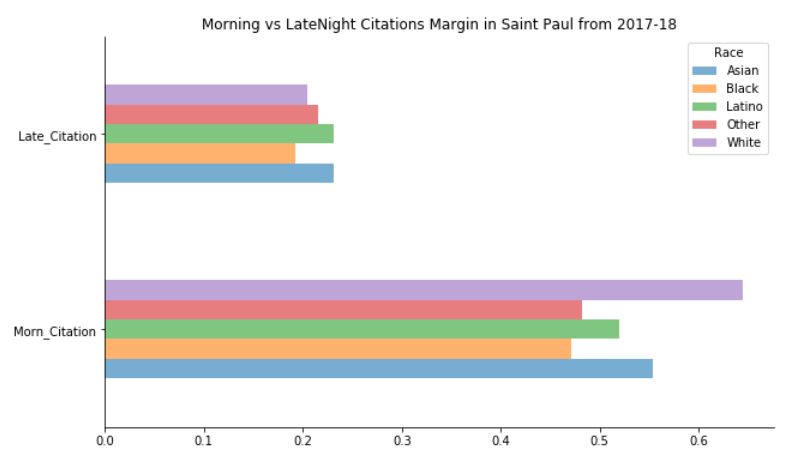 Morning vs LateNight Citations Margin in Saint Paul from 2017-18
Race
Asian
Black
Latino
Other
White
Late_Citation
Morn_Citation
0.0 0.1 0.2 0.3 0.4 0.5 0.6